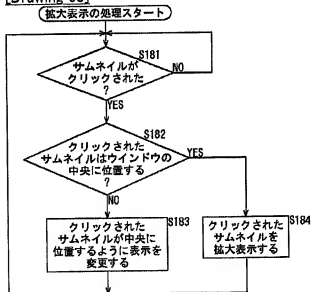 拡大表示の処理スタート
S181
サムネイルが
クリックされた
?
NO
YES
S182
クリックされた
サムネイルはウインドウの
中央に位置する
?
YES
NO
S183
クリックされた
サムネイルが中央に
位置するように表示を
変更する
S184
クリックされた
サムネイルを
拡大表示する